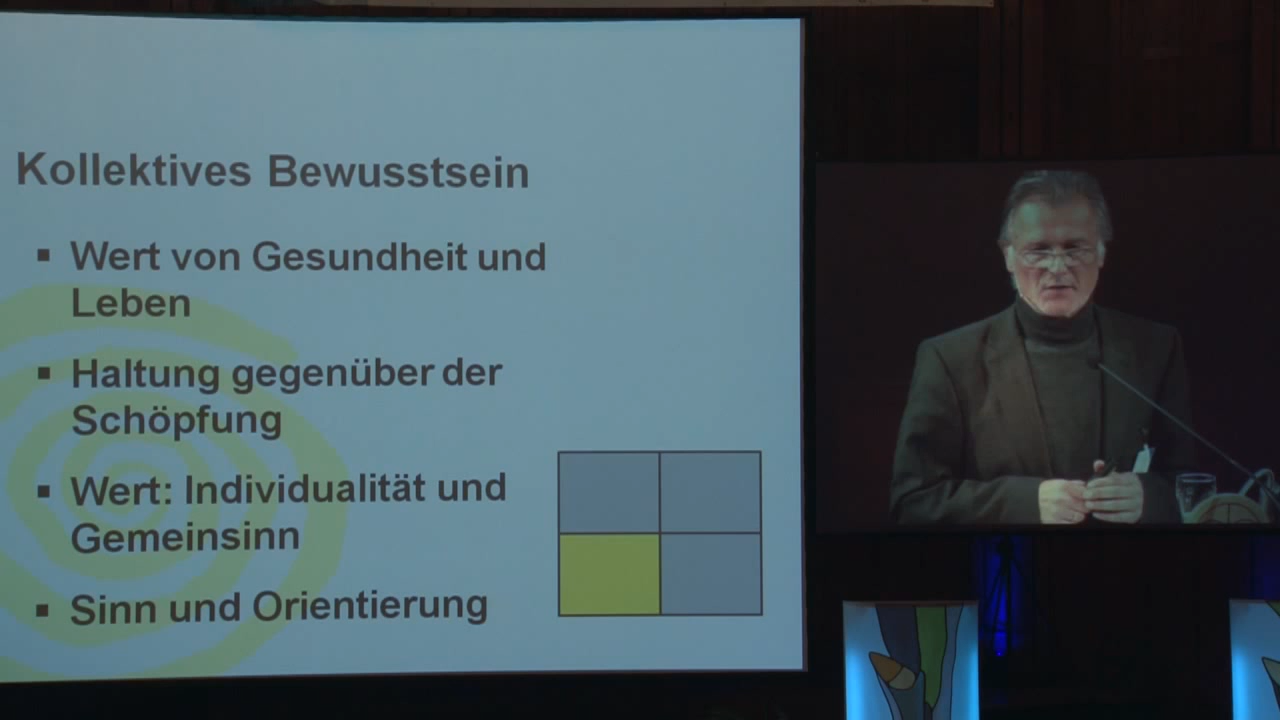 Kollektives Bewusstsein
▪ Wert von Gesundheit und
Leben
▪ Haltung gegenüber der
Schöpfung
▪ Wert: Individualität und
Gemeinsinn
▪ Sinn und Orientierung